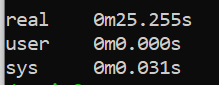 real    0m25.255s
user    0m0.000s
sys     0m0.031s